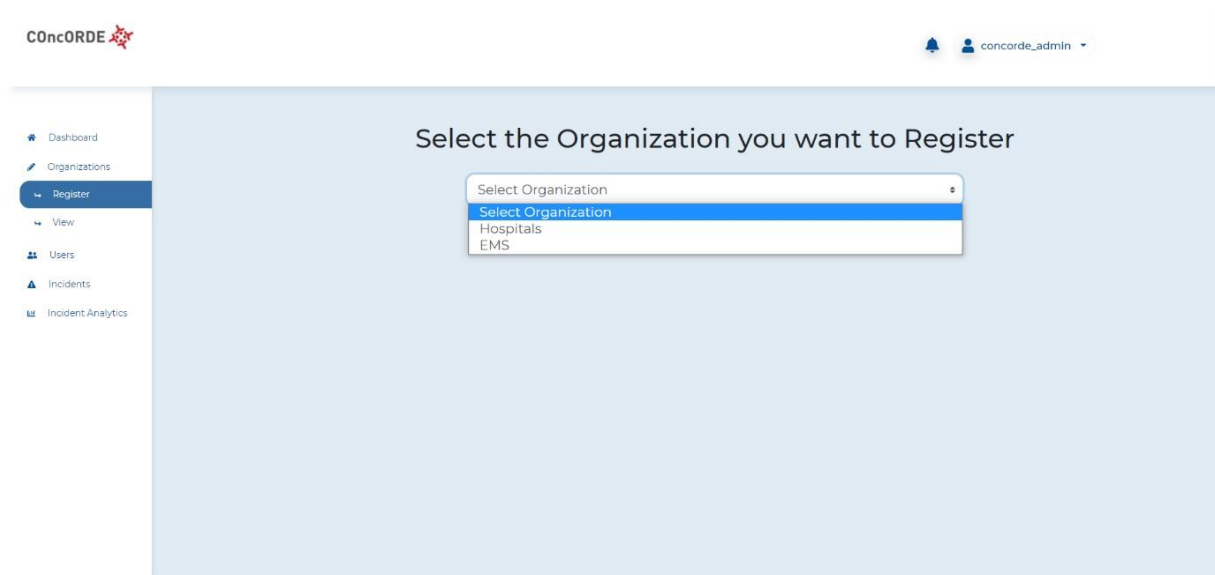 COncORDE
concorde_admin
Dashboard
Organizations
Register
View
Users
Incidents
Incident Analytics
Select the Organization you want to Register
Select Organization
Select Organization
Hospitals
EMS